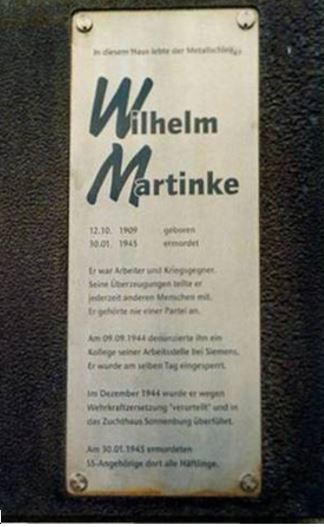 In diesem Haus lebte der Metallschleifer
Wilhelm
Martinke
12.10. 1909 geboren
30.01. 1945 ermordet
Er war Arbeiter und Kriegsgegner.
Seine Überzeugungen teilte er
jederzeit anderen Menschen mit.
Er gehörte nie einer Partei an.
Am 09.09.1944 denunzierte ihn ein
Kollege seiner Arbeitsstelle bei Siemens.
Er wurde am selben Tag eingesperrt.
Im Dezember 1944 wurde er wegen
Wehrkraftzersetzung "verurteilt" und in
das Zuchthaus Sonnenburg überführt.
Am 30.01.1945 ermordeten
SS-Angehörige dort alle Häftlinge.